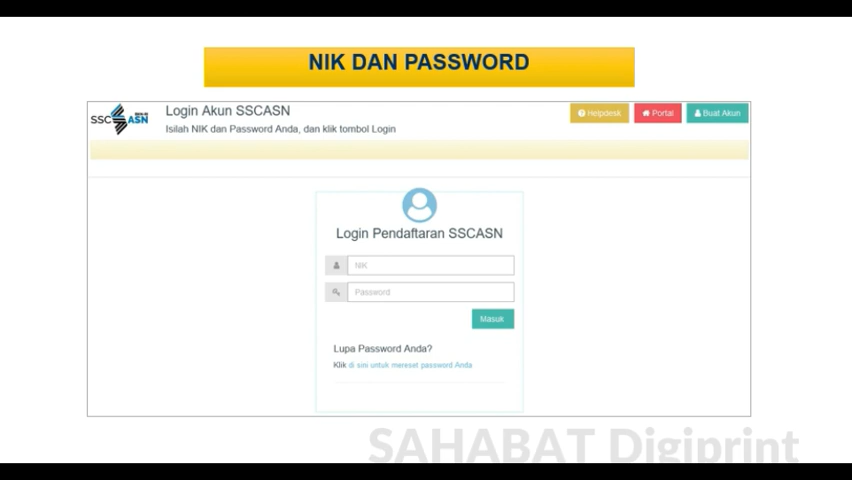 NIK DAN PASSWORD
SSCASN
Login Akun SSCASN
Isilah NIK dan Password Anda, dan klik tombol Login
Helpdesk
Portal
Buat Akun
Login Pendaftaran SSCASN
NIK
Password
Masuk
Lupa Password Anda?
Klik di sini untuk mereset password Anda
SAHABAT Digiprint